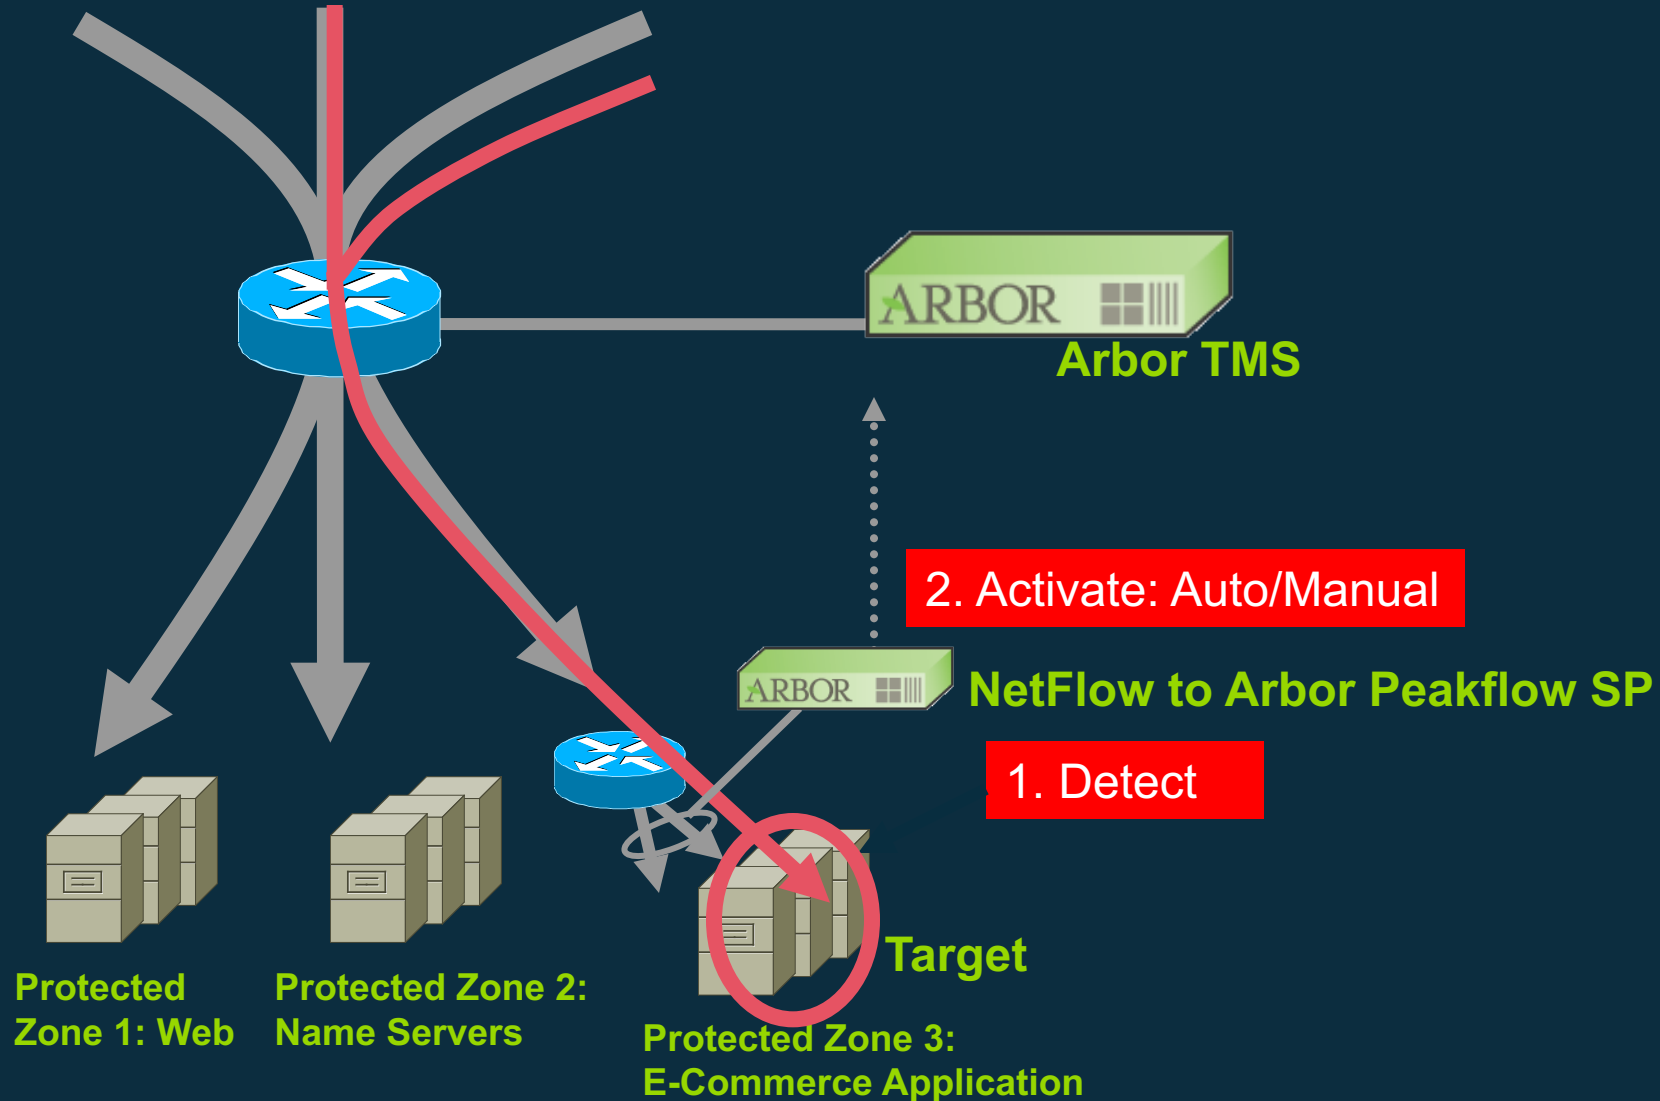 ARBOR
Arbor TMS
2. Activate: Auto/Manual
ARBOR
NetFlow to Arbor Peakflow SP
1. Detect
Target
Protected
Zone 1: Web
Protected Zone 2:
Name Servers
Protected Zone 3:
E-Commerce Application